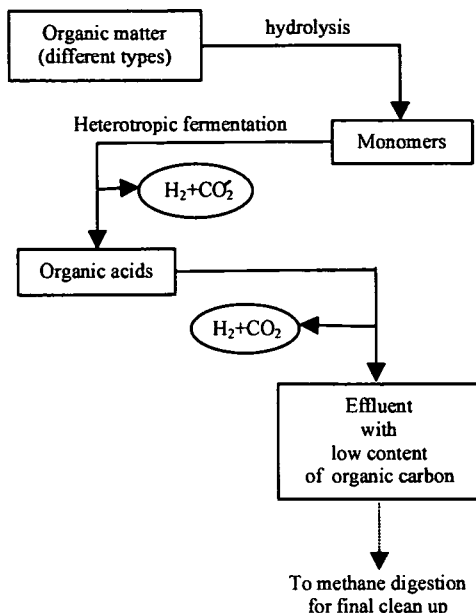 Organic matter
(different types)
hydrolysis
Monomers
Heterotropic fermentation
H₂+CO₂
Organic acids
H₂+CO₂
Effluent
with
low content
of organic carbon
To methane digestion
for final clean up